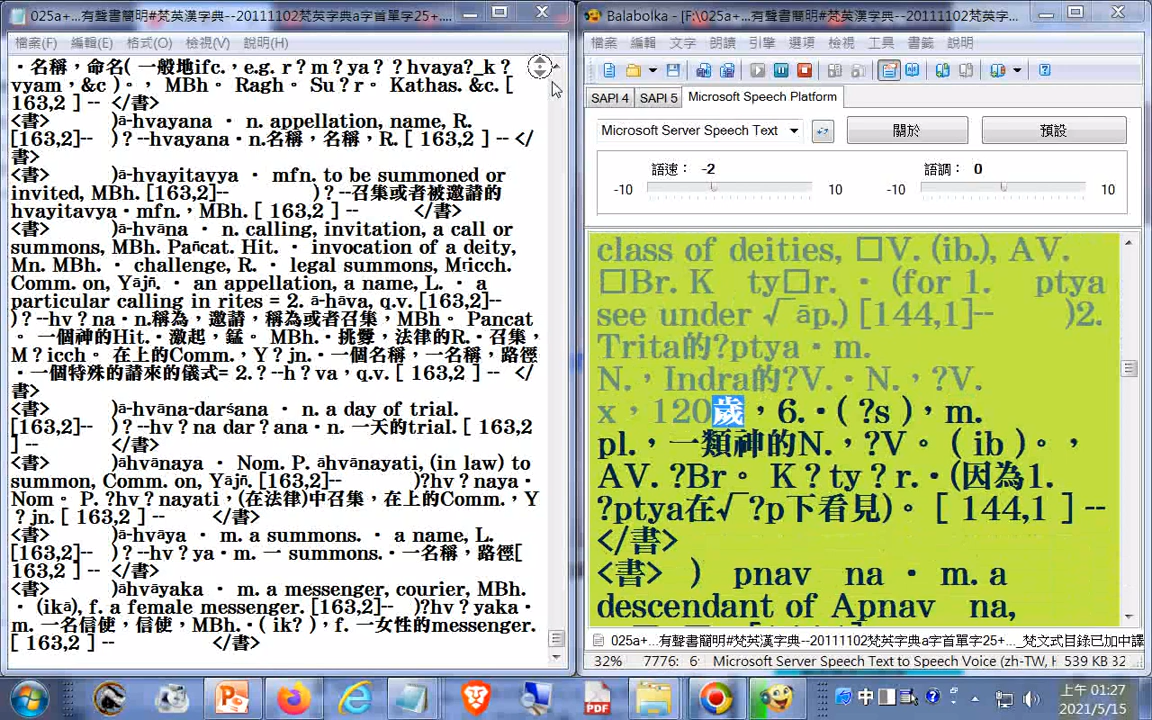 025a+...有聲書簡明#梵英漢字典--20111102梵英字典a字首單字25+...
檔案(F) 編輯(E) 格式(O) 檢視(V) 說明(H)
・名稱，命名( 一般地ifc.，e.g. r？m？ya？？hvaya?_k？
vyam，&c )。， MBh。 Ragh。 Su？r。 Kathas. &c. [
163,2 ] -- </書>
<書> )ā-hvayana ・ n. appellation, name, R.
[163,2]-- )？--hvayana・n.名稱，名稱，R. [ 163,2 ] -- </
書>
<書> )ā-hvayitavya ・ mfn. to be summoned or
invited, MBh. [163,2]-- )？--召集或者被邀請的
hvayitavya・mfn.，MBh. [ 163,2 ] -- </書>
<書> )ā-hvāna ・ n. calling, invitation, a call or
summons, MBh. Pañcat. Hit. ・ invocation of a deity,
Mn. MBh. ・ challenge, R. ・ legal summons, Mṛicch.
Comm. on, Yājñ. ・ an appellation, a name, L. ・ a
particular calling in rites = 2. ā-hāva, q.v. [163,2]--
)？--hv？na・n.稱為，邀請，稱為或者召集，MBh。 Pancat
。 一個神的Hit.・激起，錳。 MBh.・挑釁，法律的R.・召集，
M？icch。 在上的Comm.，Y？jn.・一個名稱，一名稱，路徑
・一個特殊的請來的儀式= 2.？--h？va，q.v. [ 163,2 ] -- </
書>
<書> )ā-hvāna-darśana ・ n. a day of trial.
[163,2]-- )？--hv？na dar？ana・n. 一天的trial. [ 163,2
] -- </書>
<書> )āhvānaya ・ Nom. P. āhvānayati, (in law) to
summon, Comm. on, Yājñ. [163,2]-- )?hv？naya・
Nom。 P. ?hv？nayati，(在法律)中召集，在上的Comm.，Y
？jn. [ 163,2 ] -- </書>
<書> )ā-hvāya ・ m. a summons. ・ a name, L.
[163,2]-- )？--hv？ya・m. 一 summons.・一名稱，路徑[
163,2 ] -- </書>
<書> )āhvāyaka ・ m. a messenger, courier, MBh.
・ (ikā), f. a female messenger. [163,2]-- )?hv？yaka・
m. 一名信使，信使，MBh.・( ik？)，f. 一女性的messenger.
[ 163,2 ] -- </書>
Balabolka - [F:\025a+...有聲書簡明#梵英漢字典--20111102梵英字...
檔案 編輯 文字 朗讀 引擎 選項 檢視 工具 書籤 說明
SAPI 4 SAPI 5 Microsoft Speech Platform
Microsoft Server Speech Text 關於 預設
語速： -2 語調： 0
-10 10 -10 10
class of deities, □V. (ib.), AV.
□Br. K ty□r. ・ (for 1. ptya
see under √āp.) [144,1]-- )2.
Trita的?ptya・m.
N.，Indra的?V.・N.，?V.
x，120歲，6.・( ?s )，m.
pl.，一類神的N.，?V。( ib )。，
AV. ?Br。 K？ty？r.・(因為1.
?ptya在√?p下看見)。[ 144,1 ] --
</書>
<書> ) pnav na ・ m. a
descendant of Apnav na,
025a+...有聲書簡明#梵英漢字典--20111102梵英字典a字首單字25+..._梵文式目錄已加中譯
32% 7776: 6 Microsoft Server Speech Text to Speech Voice (zh-TW, H 539 KB 32
PDF 中 上午 01:27
2021/5/15